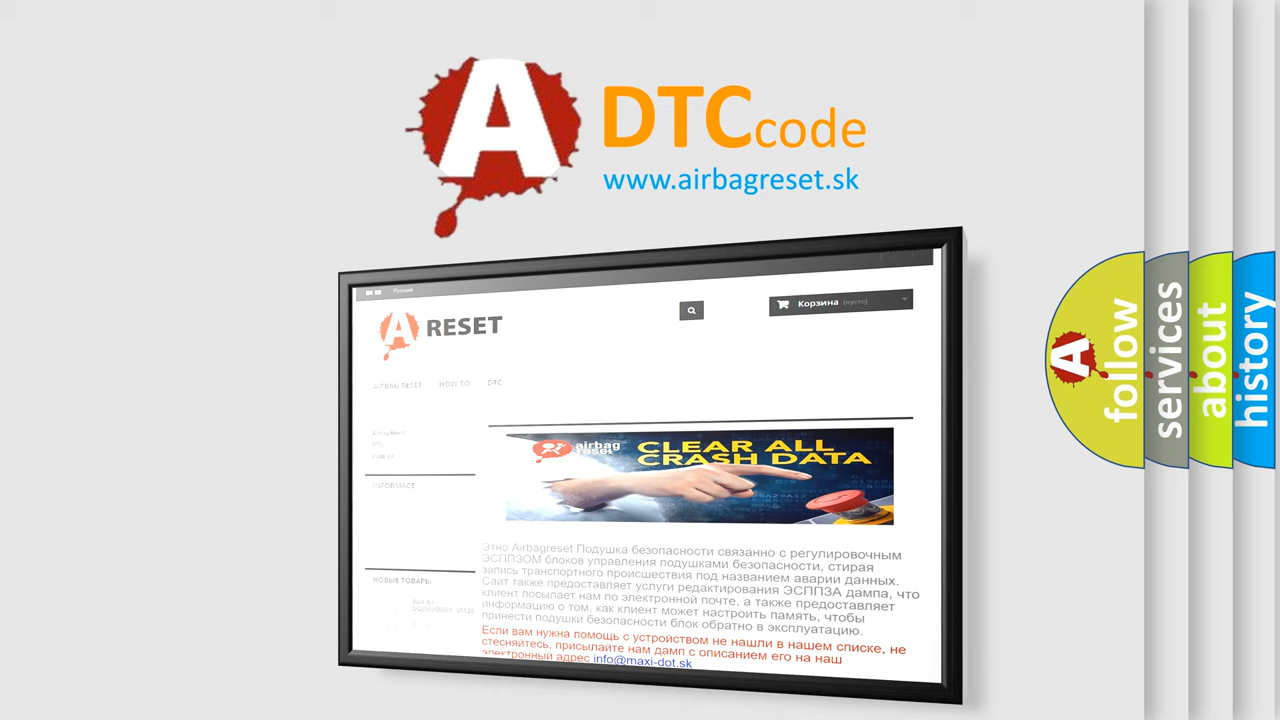 A DTCcode
www.airbagreset.sk
Русский
A RESET
Корзина (пусто)
AIRBAG RESET HOW TO DTC
airbag
reset
CLEAR ALL
CRASH DATA
INFORMACE
Этно Airbagreset Подушка безопасности связанно с регулировочным
ЭСППЗОМ блоков управления подушками безопасности, стирая
запись транспортного происшествия под названием аварии данных.
Сайт также предоставляет услуги редактирования ЭСППЗА дампа, что
клиент посылает нам по электронной почте, а также предоставляет
информацию о том, как клиент может настроить память, чтобы
принести подушки безопасности блок обратно в эксплуатацию.
НОВЫЕ ТОВАРЫ
Если вам нужна помощь с устройством не нашли в нашем списке, не
стесняйтесь, присылайте нам дамп с описанием его на наш
электронный адрес info@maxi-dot.sk
A follow
services
about
history